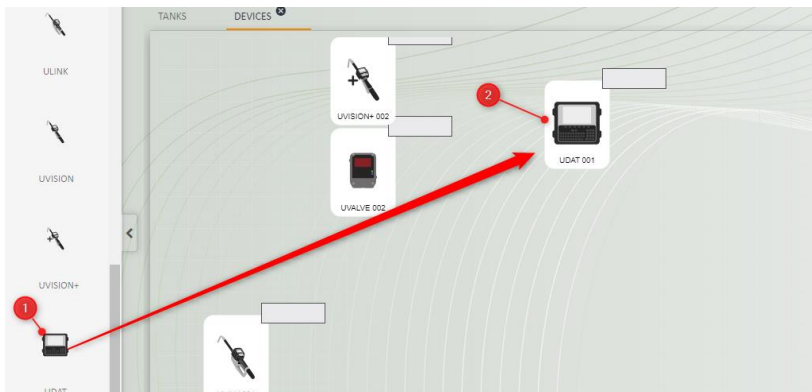 TANKS
DEVICES
ULINK
UVISION
UVISION+
1
UDAT
UVISION+ 002
UVALVE 002
2
UDAT 001